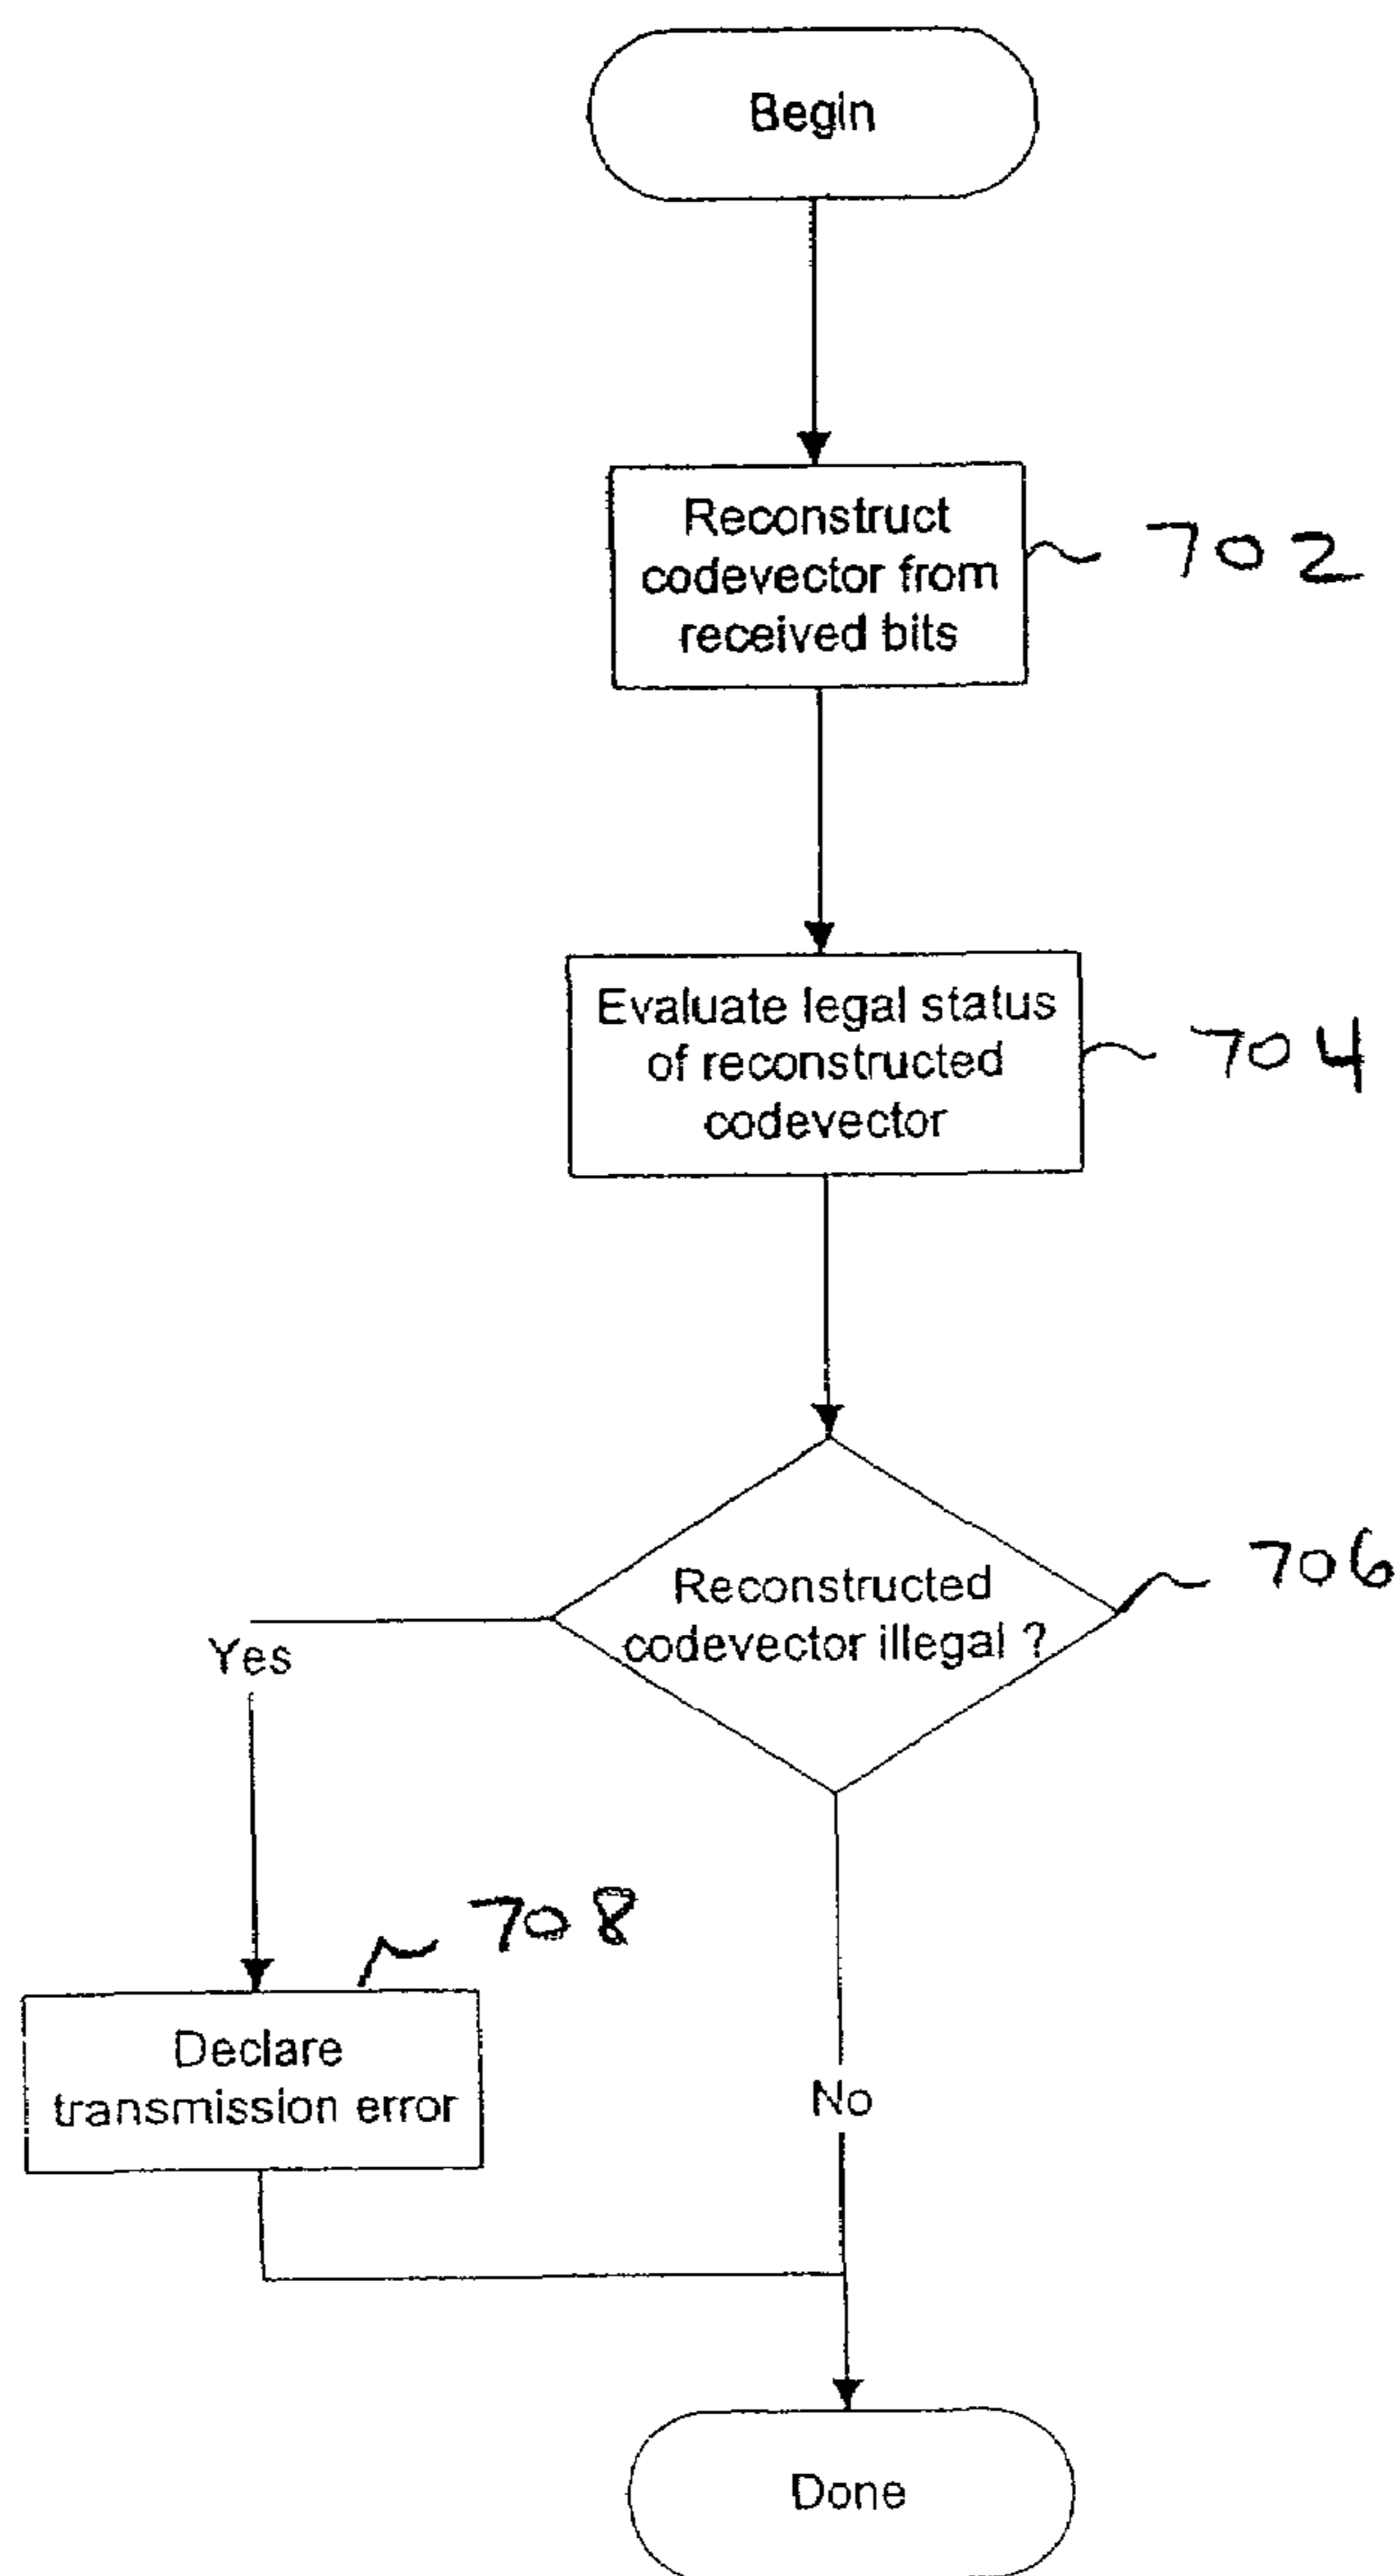 Begin
Reconstruct
codevector from
received bits
702
Evaluate legal status
of reconstructed
codevector
704
Reconstructed
codevector illegal ?
706
Yes
708
Declare
transmission error
No
Done